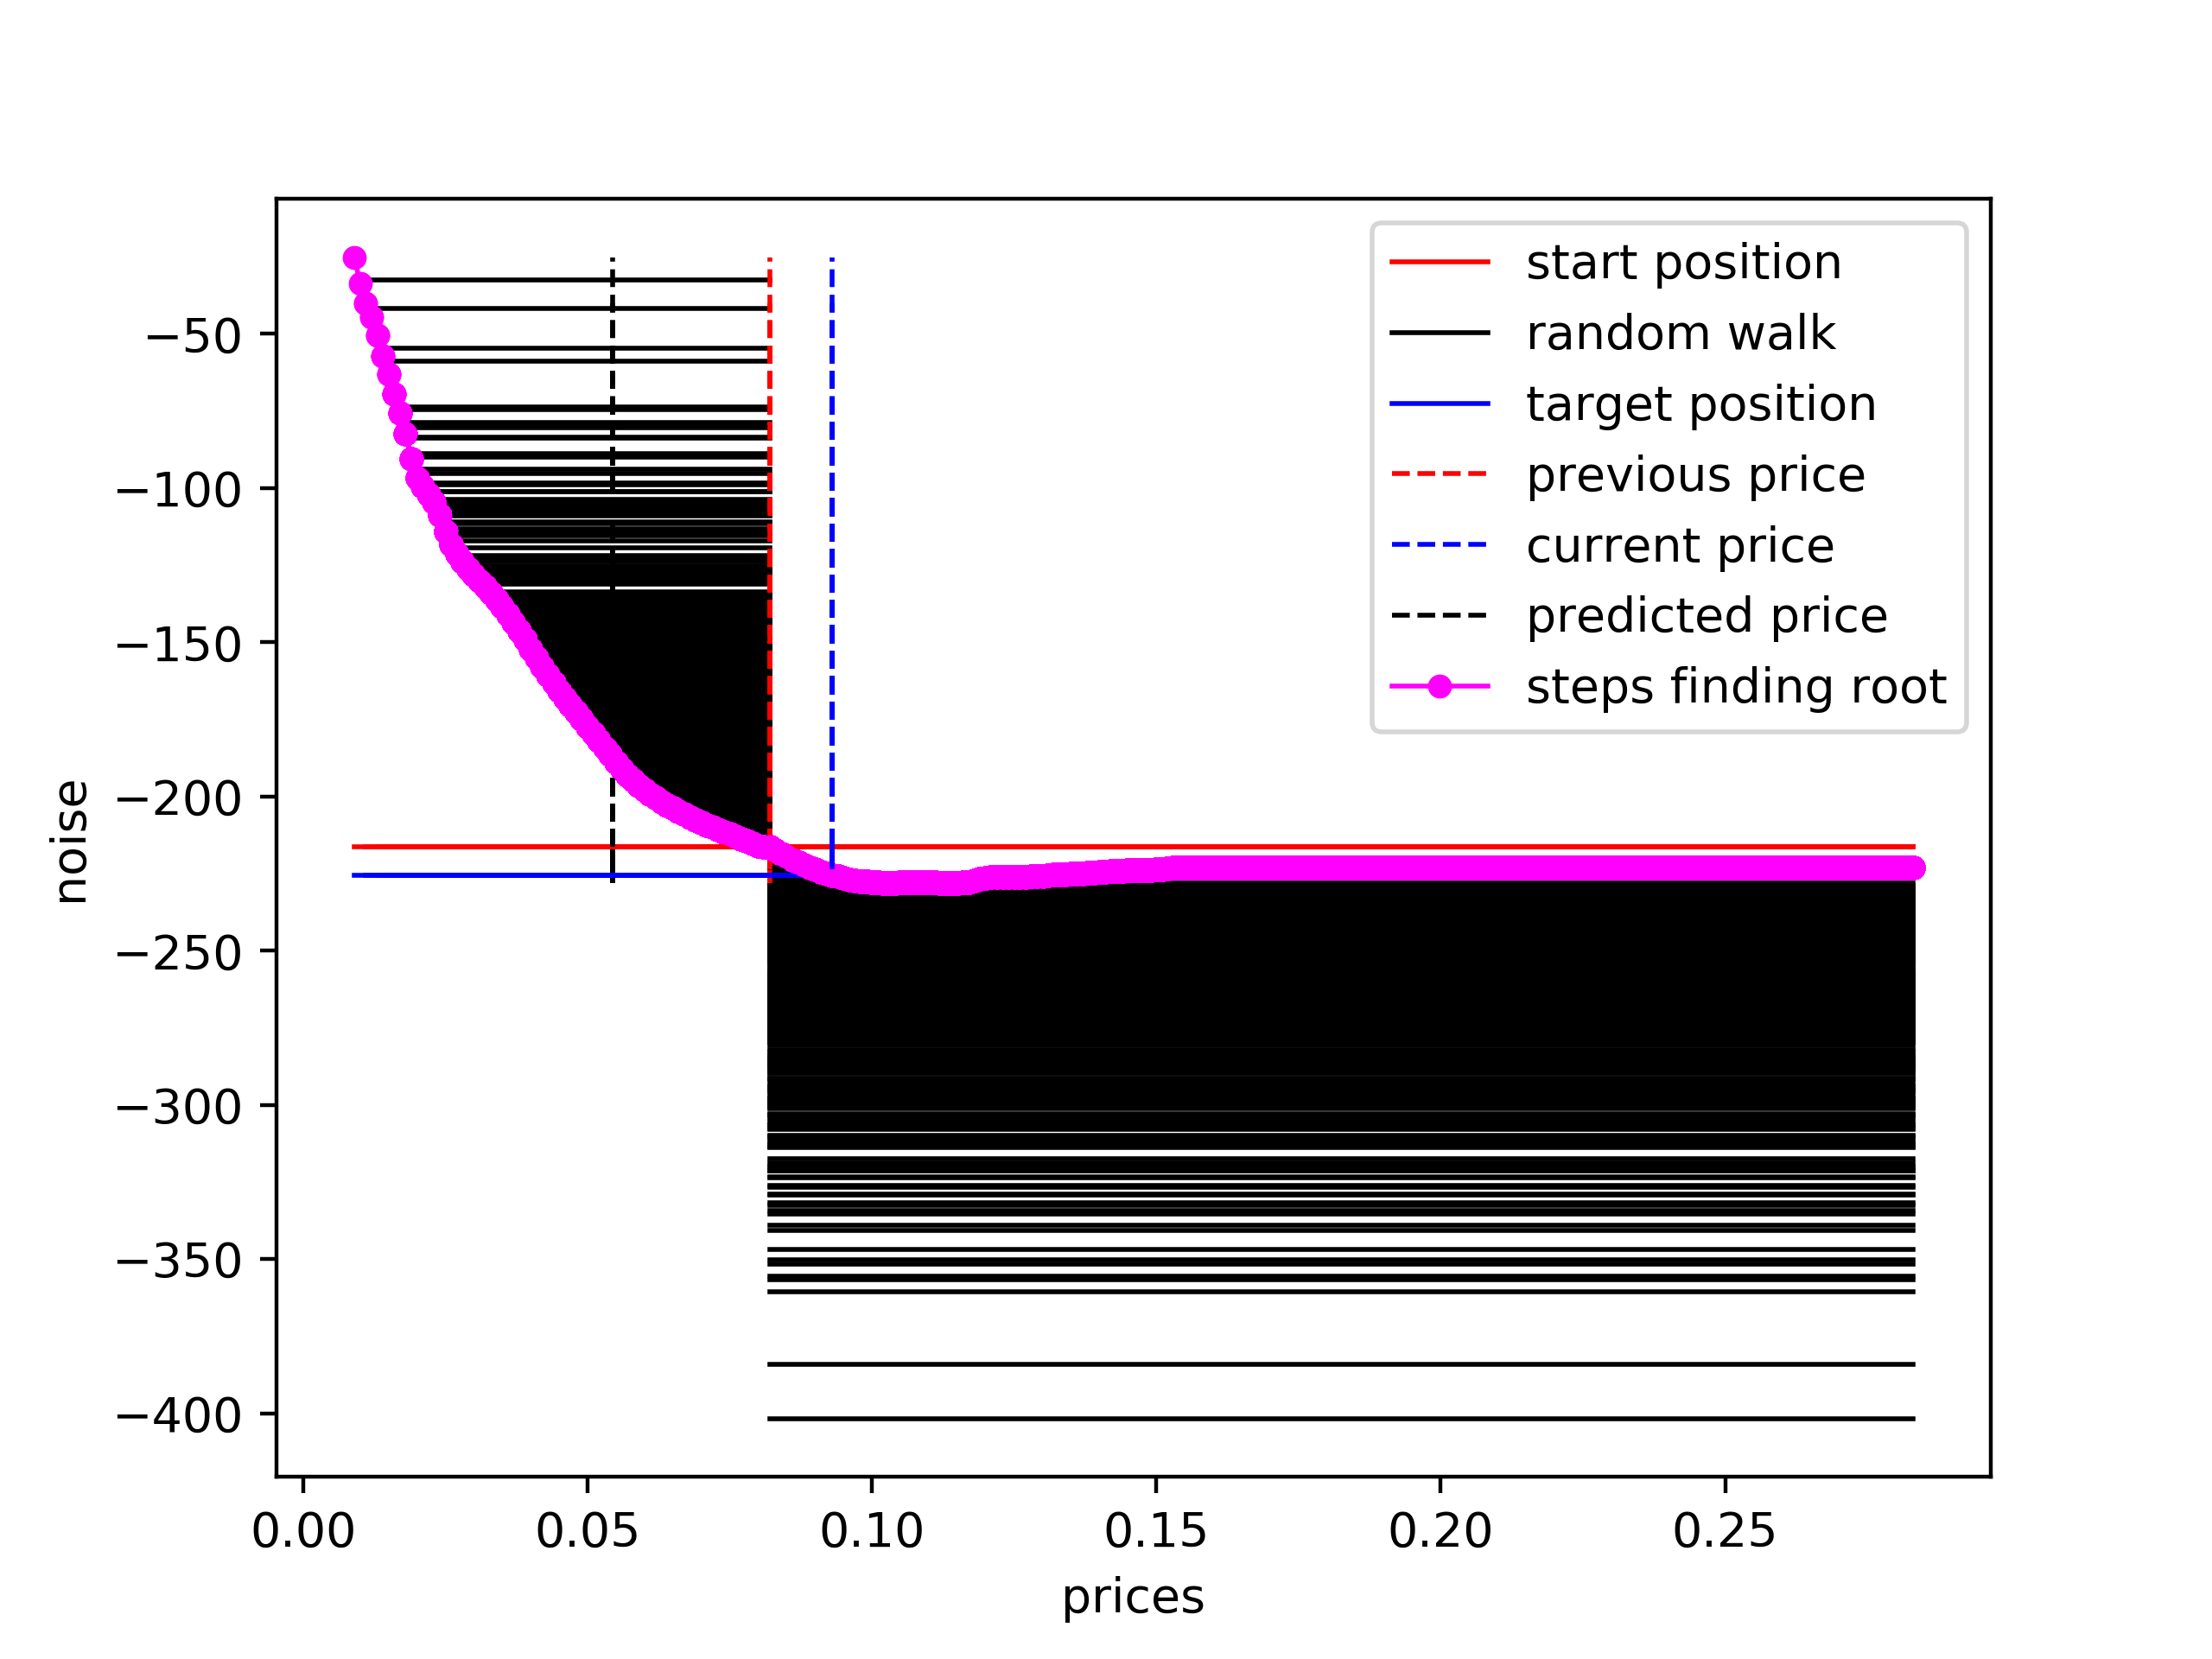 start position
random walk
target position
previous price
current price
predicted price
steps finding root
−50
−100
−150
−200
−250
−300
−350
−400
noise
0.00 0.05 0.10 0.15 0.20 0.25
prices